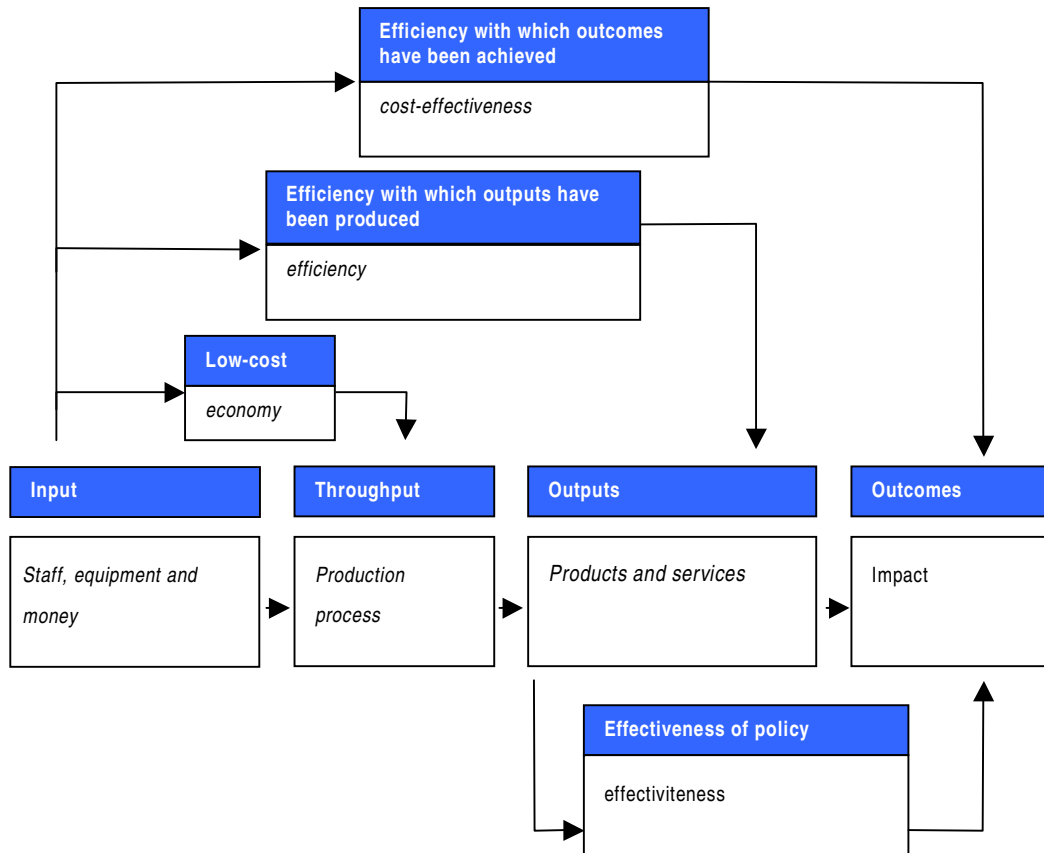 Efficiency with which outcomes
have been achieved
cost-effectiveness
Efficiency with which outputs have
been produced
efficiency
Low-cost
economy
Input
Throughput
Outputs
Outcomes
Staff, equipment and
money
Production
process
Products and services
Impact
Effectiveness of policy
effectiviteness